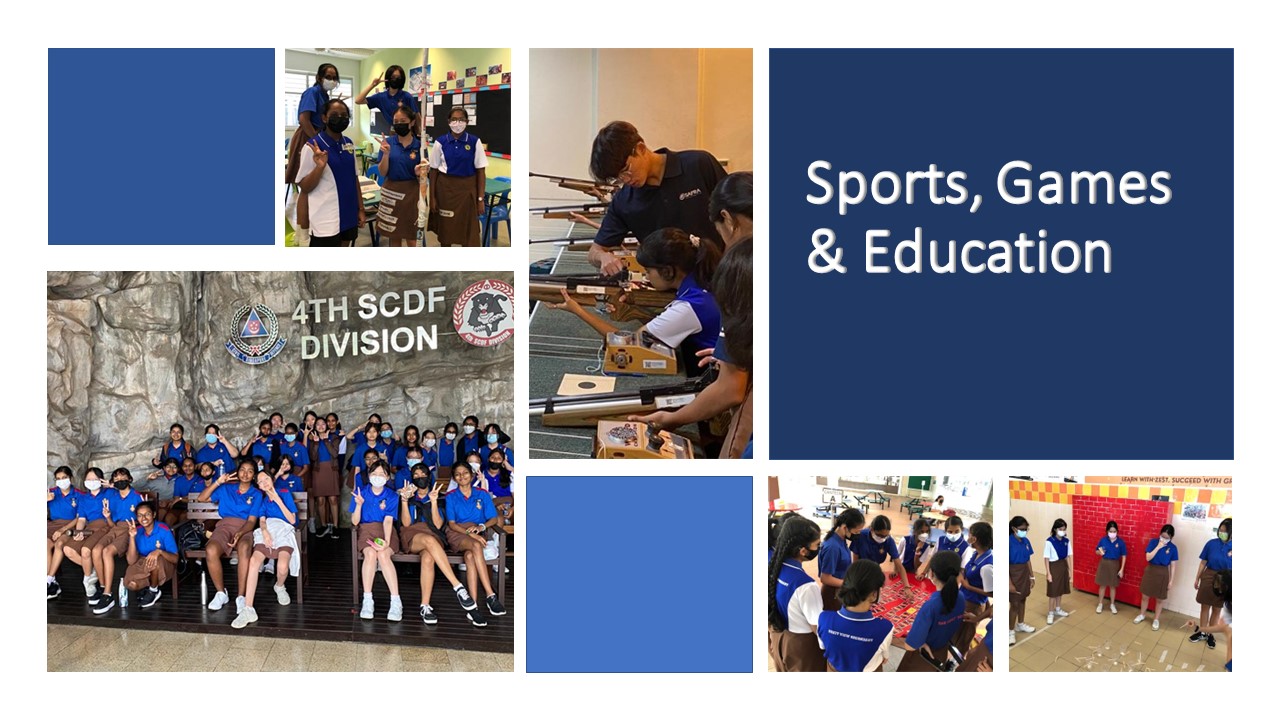 Sports, Games
& Education
SAFRA
4TH SCDF
DIVISION
LEARN WITH ZEST, SUCCEED WITH GR